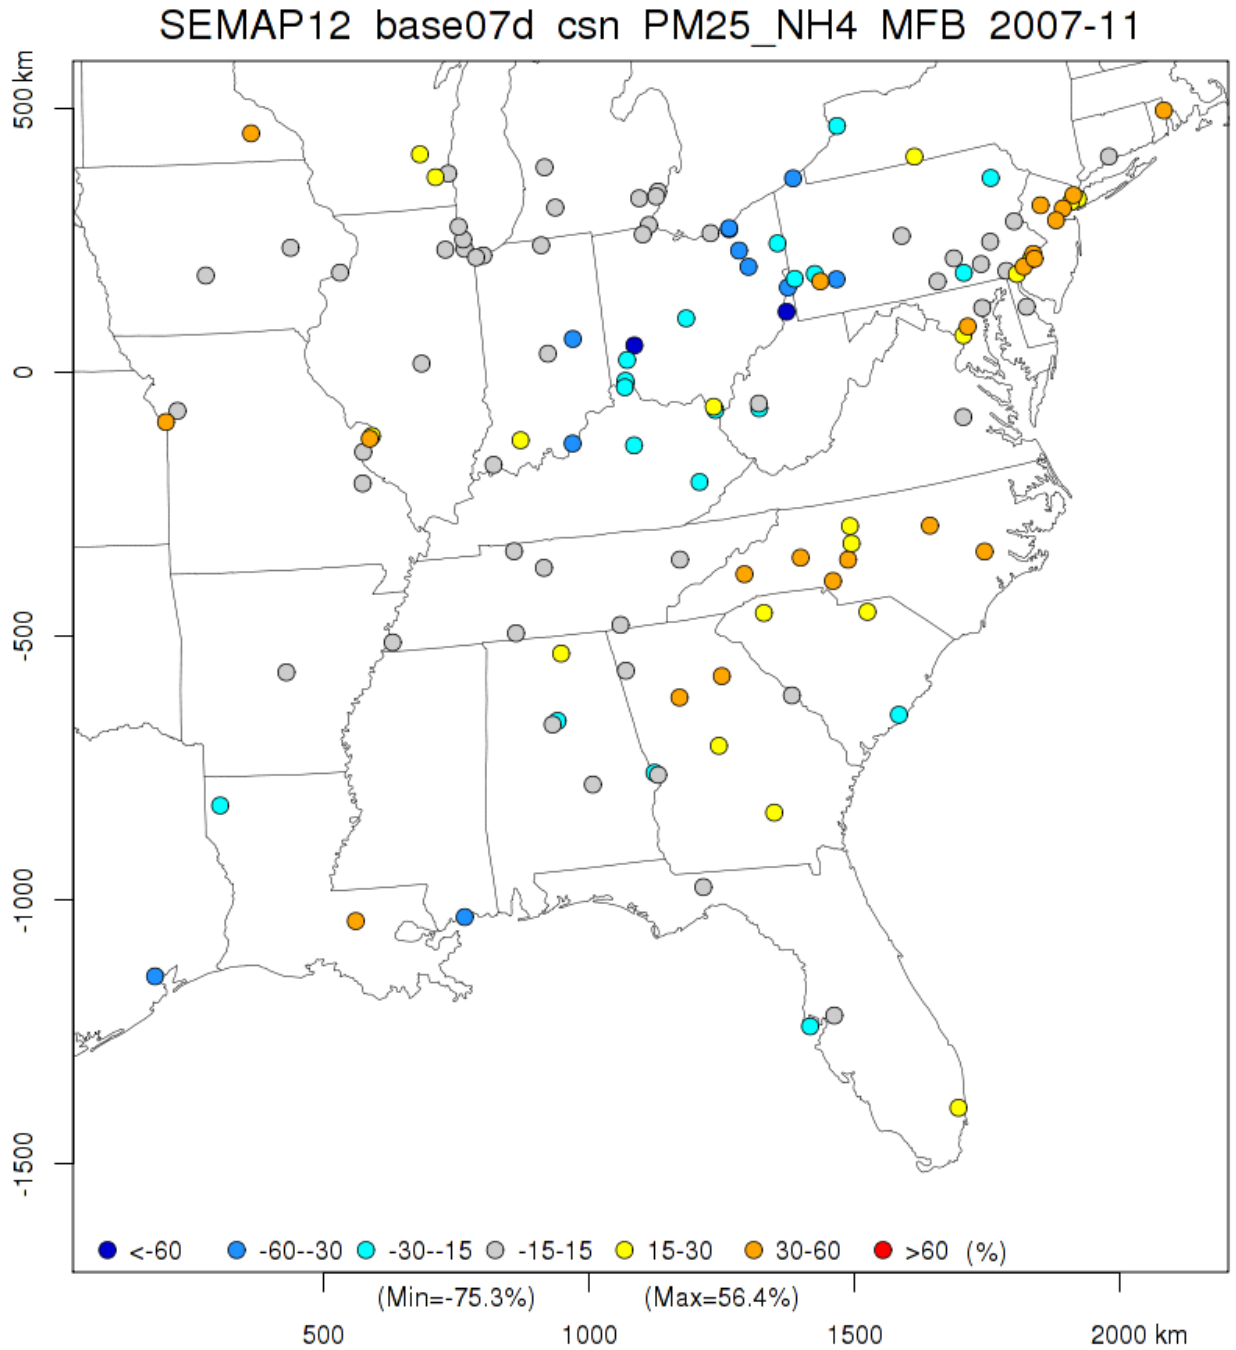 SEMAP12 base07d csn PM25_NH4 MFB 2007-11
500 km
0
-500
-1000
-1500
<-60 -60--30 -30--15 -15-15 15-30 30-60 >60 (%)
(Min=-75.3%) (Max=56.4%)
500 1000 1500 2000 km